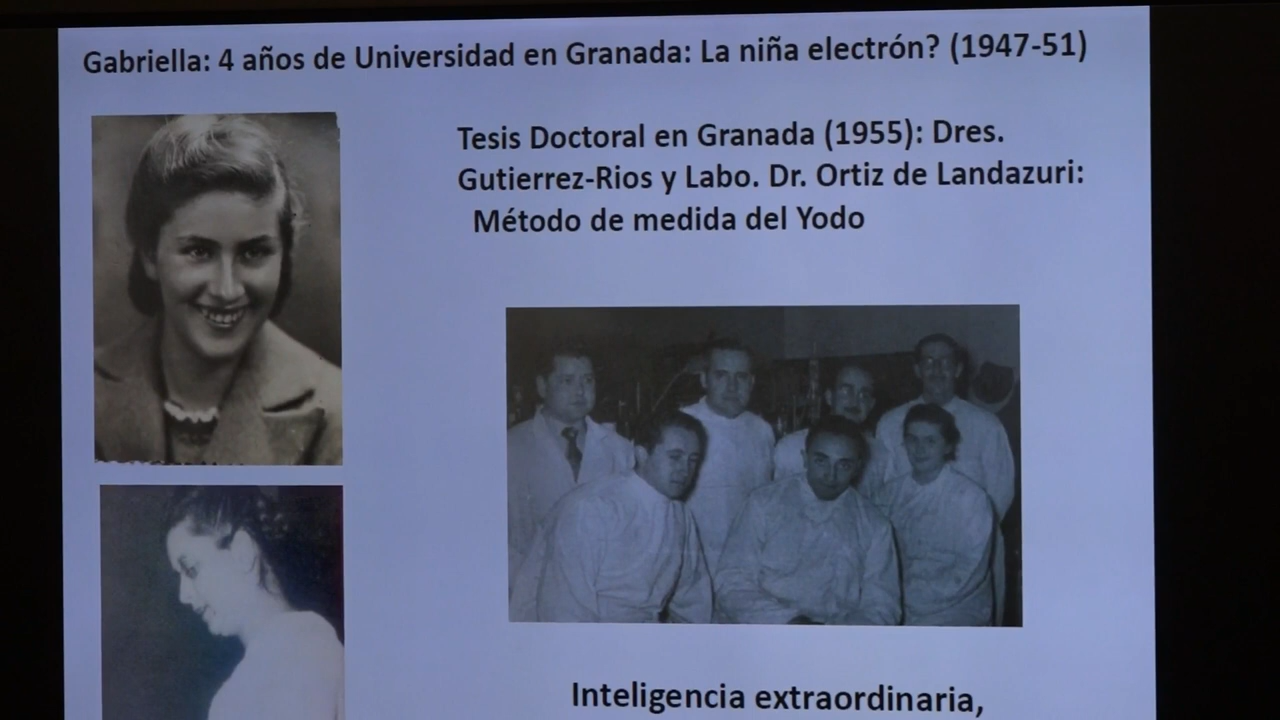 Gabriella: 4 años de Universidad en Granada: La niña electrón? (1947-51)
Tesis Doctoral en Granada (1955): Dres.
Gutierrez-Rios y Labo. Dr. Ortiz de Landazuri:
Método de medida del Yodo
Inteligencia extraordinaria,